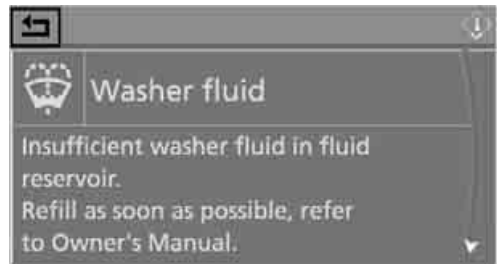 Washer fluid
Insufficient washer fluid in fluid
reservoir.
Refill as soon as possible, refer
to Owner's Manual.